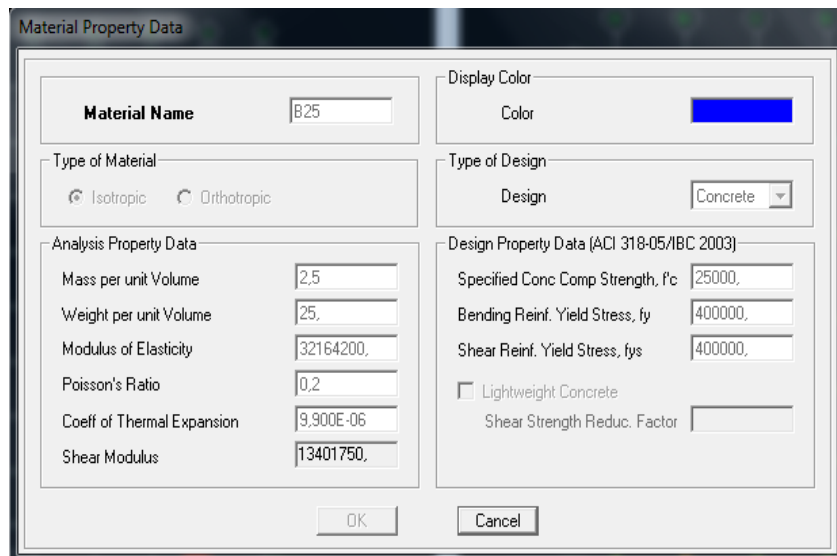 Material Property Data
Material Name
B25
Display Color
Color
Type of Material
Isotropic
Orthotropic
Type of Design
Design
Concrete
Analysis Property Data
Mass per unit Volume
2,5
Weight per unit Volume
25,
Modulus of Elasticity
32164200,
Poisson's Ratio
0,2
Coeff of Thermal Expansion
9,900E-06
Shear Modulus
13401750,
Design Property Data (ACI 318-05/IBC 2003)
Specified Conc Comp Strength, f'c
25000,
Bending Reinf. Yield Stress, fy
400000,
Shear Reinf. Yield Stress, fys
400000,
Lightweight Concrete
Shear Strength Reduc. Factor
OK
Cancel